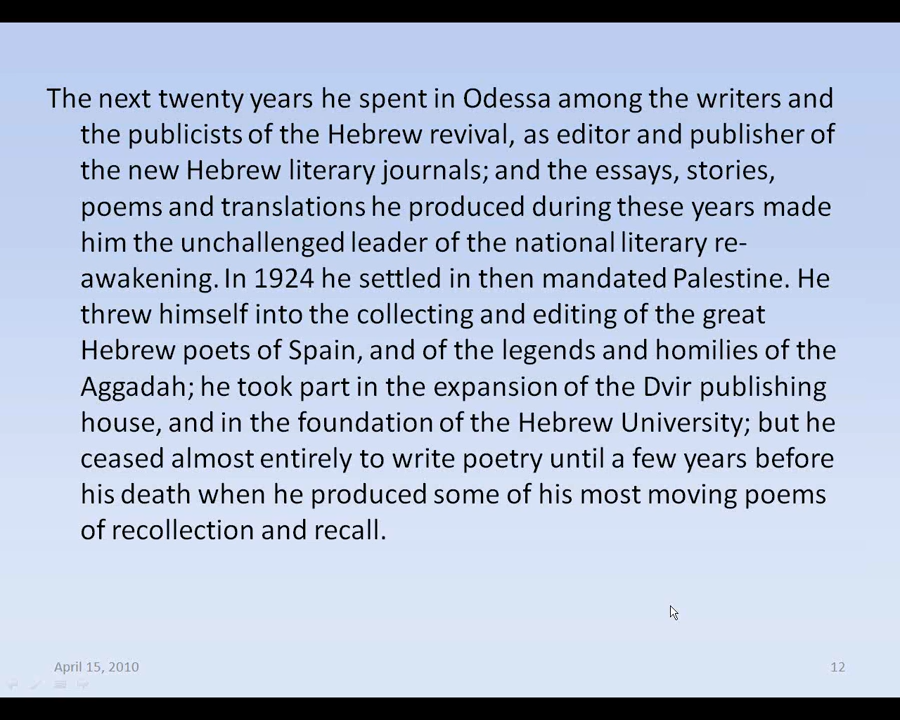 The next twenty years he spent in Odessa among the writers and
the publicists of the Hebrew revival, as editor and publisher of
the new Hebrew literary journals; and the essays, stories,
poems and translations he produced during these years made
him the unchallenged leader of the national literary re-
awakening. In 1924 he settled in then mandated Palestine. He
threw himself into the collecting and editing of the great
Hebrew poets of Spain, and of the legends and homilies of the
Aggadah; he took part in the expansion of the Dvir publishing
house, and in the foundation of the Hebrew University; but he
ceased almost entirely to write poetry until a few years before
his death when he produced some of his most moving poems
of recollection and recall.
April 15, 2010
12